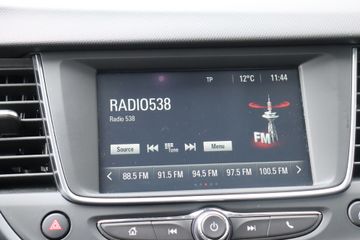 TP 12°C 11:44
RADIO538
Radio 538
FM
Source Tune Menu
88.5 FM 91.5 FM 94.5 FM 97.5 FM 100.5 FM